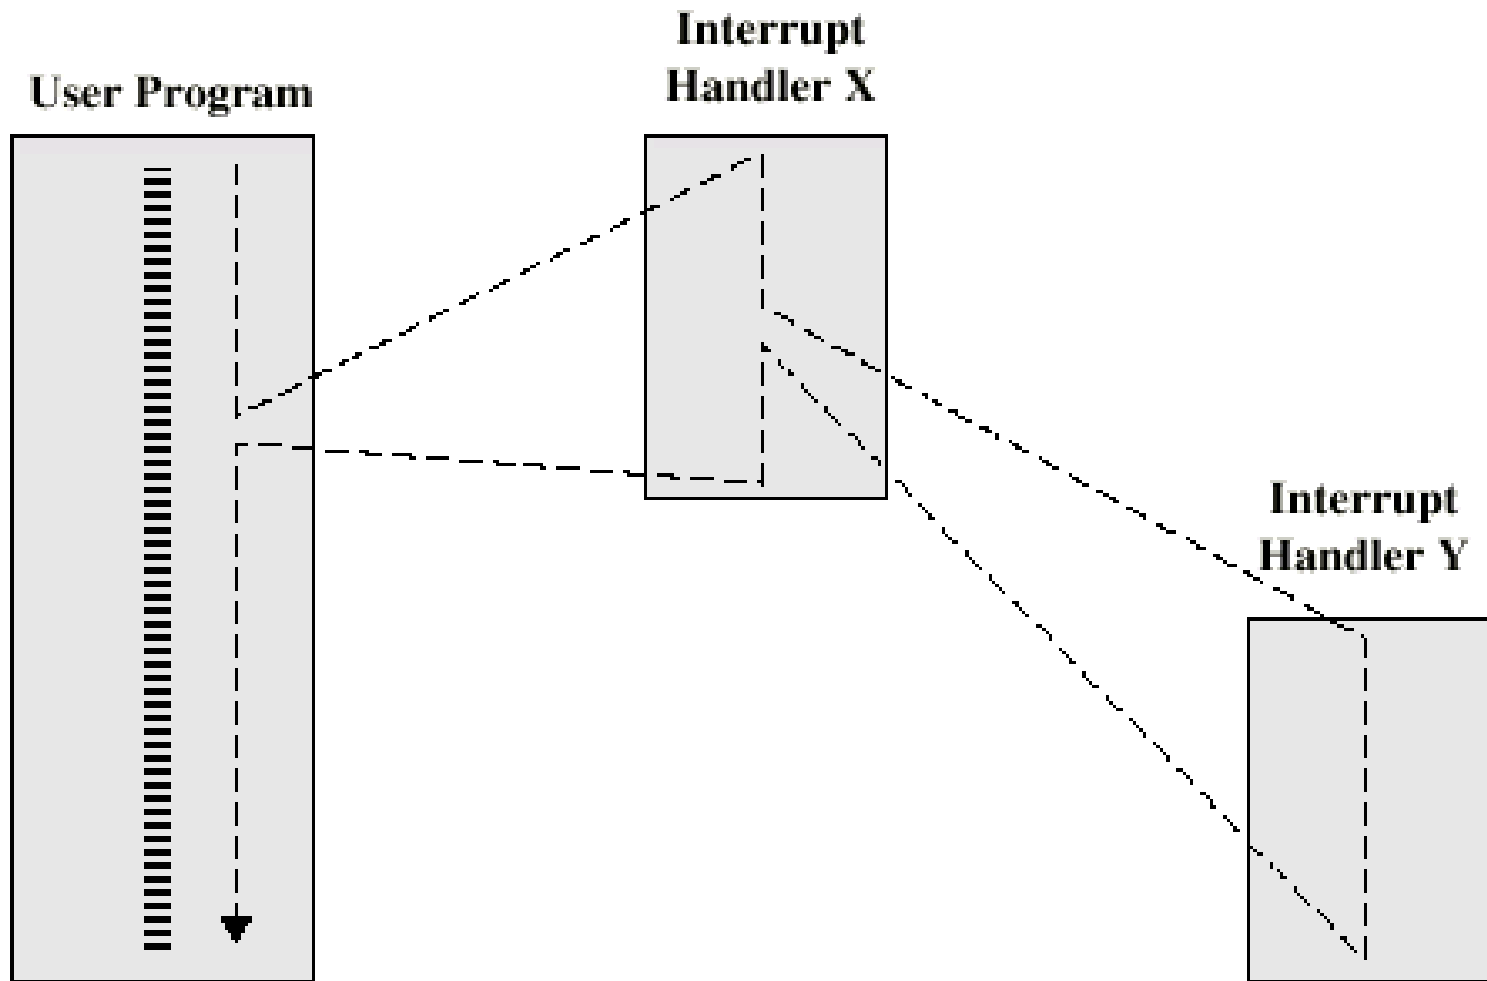 User Program
Interrupt
Handler X
Interrupt
Handler Y